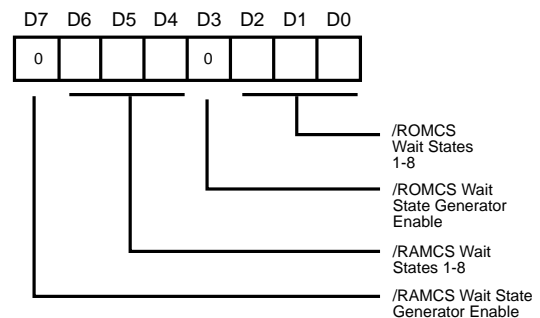 D7 D6 D5 D4 D3 D2 D1 D0
0 0
/ROMCS
Wait States
1-8
/ROMCS Wait
State Generator
Enable
/RAMCS Wait
States 1-8
/RAMCS Wait State
Generator Enable